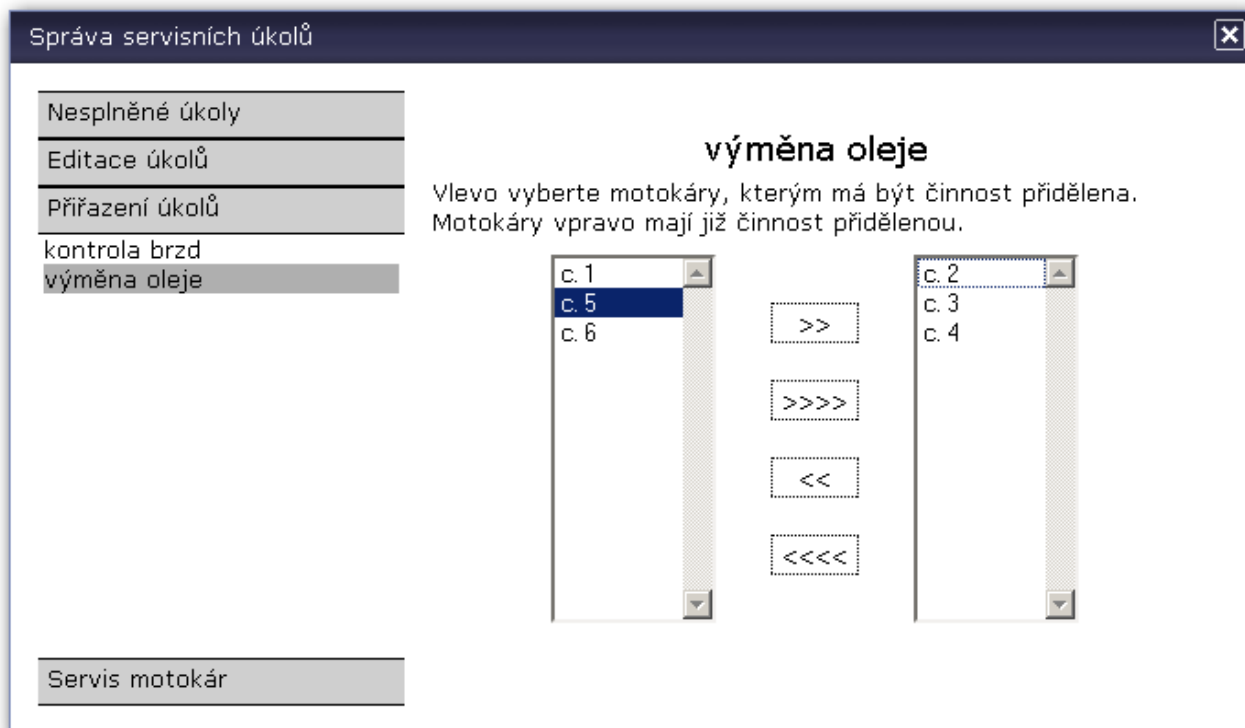 Správa servisních úkolů
Nesplněné úkoly
Editace úkolů
Přiřazení úkolů
kontrola brzd
výměna oleje
Servis motokár
výměna oleje
Vlevo vyberte motokáry, kterým má být činnost přidělena.
Motokáry vpravo mají již činnost přidělenou.
c. 1
c. 5
c. 6
>>
>>>>
<<
<<<<
c. 2
c. 3
c. 4